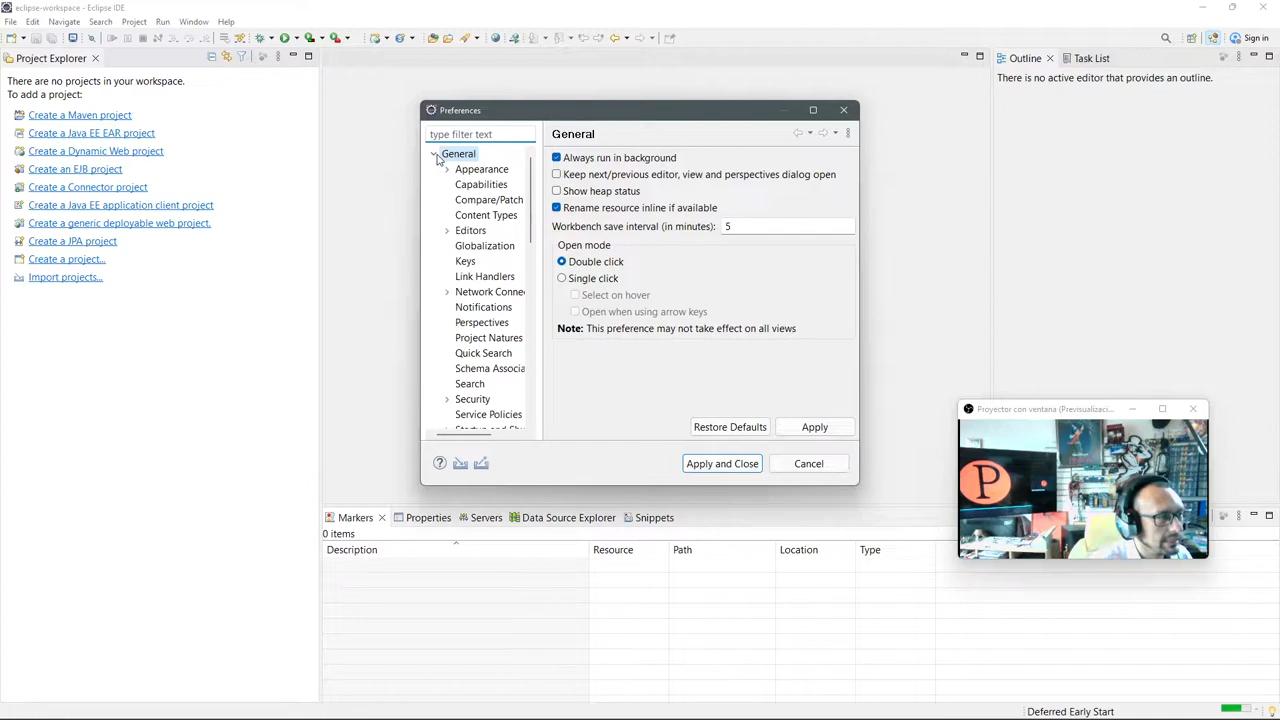 eclipse-workspace - Eclipse IDE
File Edit Navigate Search Project Run Window Help
Sign in
Project Explorer
There are no projects in your workspace.
To add a project:
Create a Maven project
Create a Java EE EAR project
Create a Dynamic Web project
Create an EJB project
Create a Connector project
Create a Java EE application client project
Create a generic deployable web project.
Create a JPA project
Create a project...
Import projects...
Outline
Task List
There is no active editor that provides an outline.
Preferences
type filter text
General
Appearance
Capabilities
Compare/Patch
Content Types
Editors
Globalization
Keys
Link Handlers
Network Conne
Notifications
Perspectives
Project Natures
Quick Search
Schema Associa
Search
Security
Service Policies
General
Always run in background
Keep next/previous editor, view and perspectives dialog open
Show heap status
Rename resource inline if available
Workbench save interval (in minutes): 5
Open mode
Double click
Single click
Select on hover
Open when using arrow keys
Note: This preference may not take effect on all views
Restore Defaults
Apply
Apply and Close
Cancel
Proyector con ventana (Previsualizaci...
P
Markers
Properties
Servers
Data Source Explorer
Snippets
0 items
Description Resource Path Location Type
Deferred Early Start